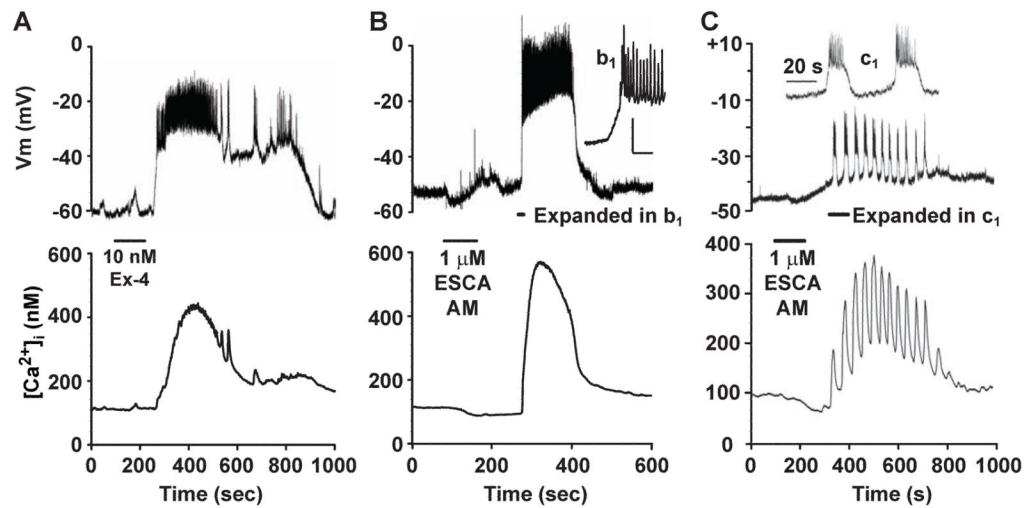 A
B
C
Vm (mV)
0
-20
-40
-60
0
-20
-40
-60
b1
Expanded in b1
+10
-10
-30
-50
20 s
c1
Expanded in c1
[Ca2+]i (nM)
600
400
200
0
10 nM
Ex-4
0 200 400 600 800 1000
Time (sec)
600
400
200
0
1 μM
ESCA
AM
0 200 400 600
Time (sec)
400
300
200
100
0
1 μM
ESCA
AM
0 200 400 600 800 1000
Time (s)